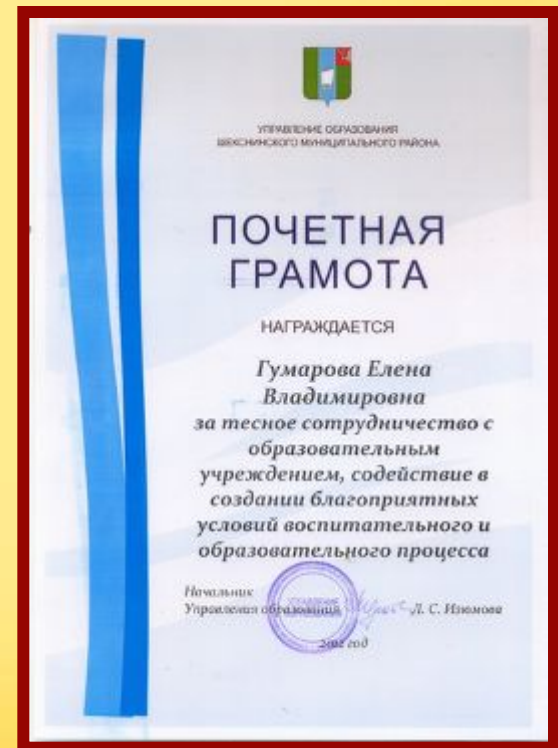 УПРАВЛЕНИЕ ОБРАЗОВАНИЯ
ШЕКСНИНСКОГО МУНИЦИПАЛЬНОГО РАЙОНА
ПОЧЕТНАЯ
ГРАМОТА
НАГРАЖДАЕТСЯ
Гумарова Елена
Владимировна
за тесное сотрудничество с
образовательным
учреждением, содействие в
создании благоприятных
условий воспитательного и
образовательного процесса
Начальник
Управления образования Л. С. Изюмова
год